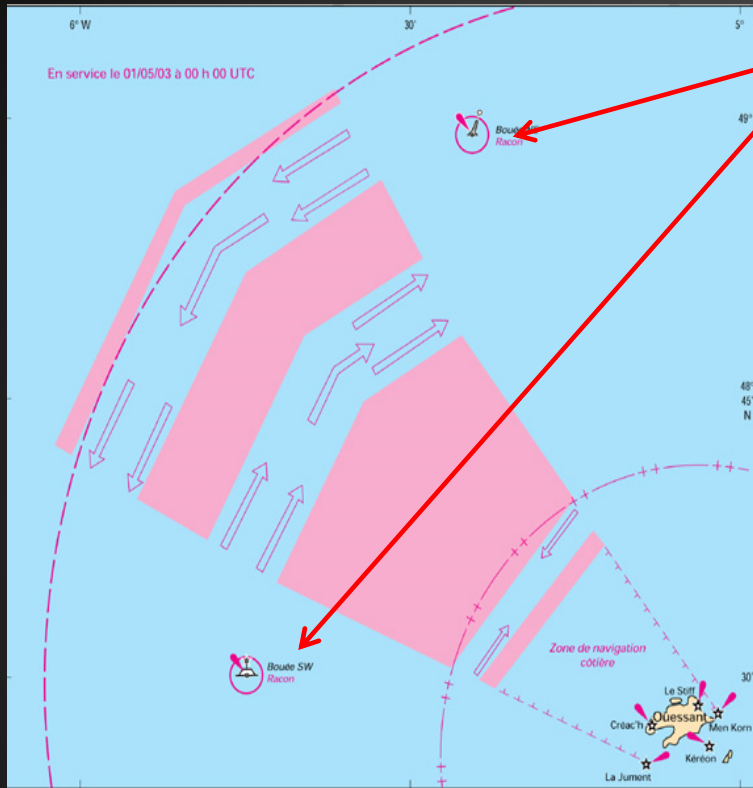 6° W
30'
5°
En service le 01/05/03 à 00 h 00 UTC
49°
Racon
48°
45'
N
Bouée SW
Racon
Zone de navigation
côtière
30'
Le Stiff
Ouessant
Créac'h
Men Korn
Kéréon
La Jument